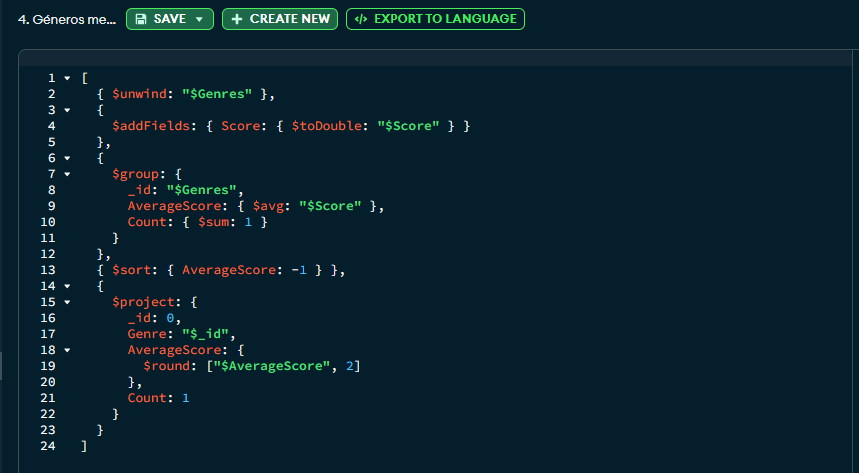 4. Géneros me... SAVE + CREATE NEW </> EXPORT TO LANGUAGE
1 [
2 { $unwind: "$Genres" },
3 {
4 $addFields: { Score: { $toDouble: "$Score" } }
5 },
6 {
7 $group: {
8 _id: "$Genres",
9 AverageScore: { $avg: "$Score" },
10 Count: { $sum: 1 }
11 }
12 },
13 { $sort: { AverageScore: -1 } },
14 {
15 $project: {
16 _id: 0,
17 Genre: "$_id",
18 AverageScore: {
19 $round: ["$AverageScore", 2]
20 },
21 Count: 1
22 }
23 }
24 ]